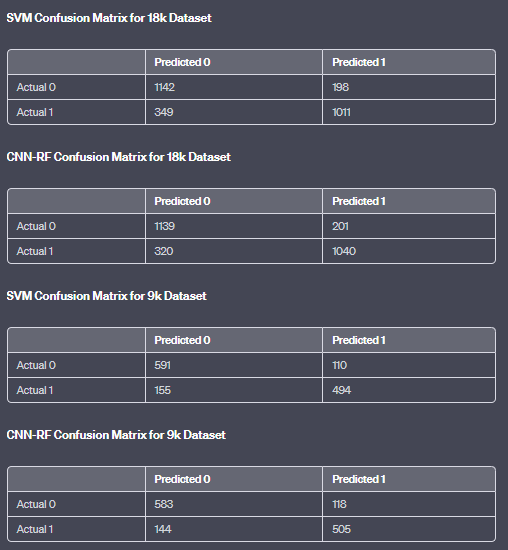 SVM Confusion Matrix for 18k Dataset
Predicted 0 Predicted 1
Actual 0 1142 198
Actual 1 349 1011
CNN-RF Confusion Matrix for 18k Dataset
Predicted 0 Predicted 1
Actual 0 1139 201
Actual 1 320 1040
SVM Confusion Matrix for 9k Dataset
Predicted 0 Predicted 1
Actual 0 591 110
Actual 1 155 494
CNN-RF Confusion Matrix for 9k Dataset
Predicted 0 Predicted 1
Actual 0 583 118
Actual 1 144 505